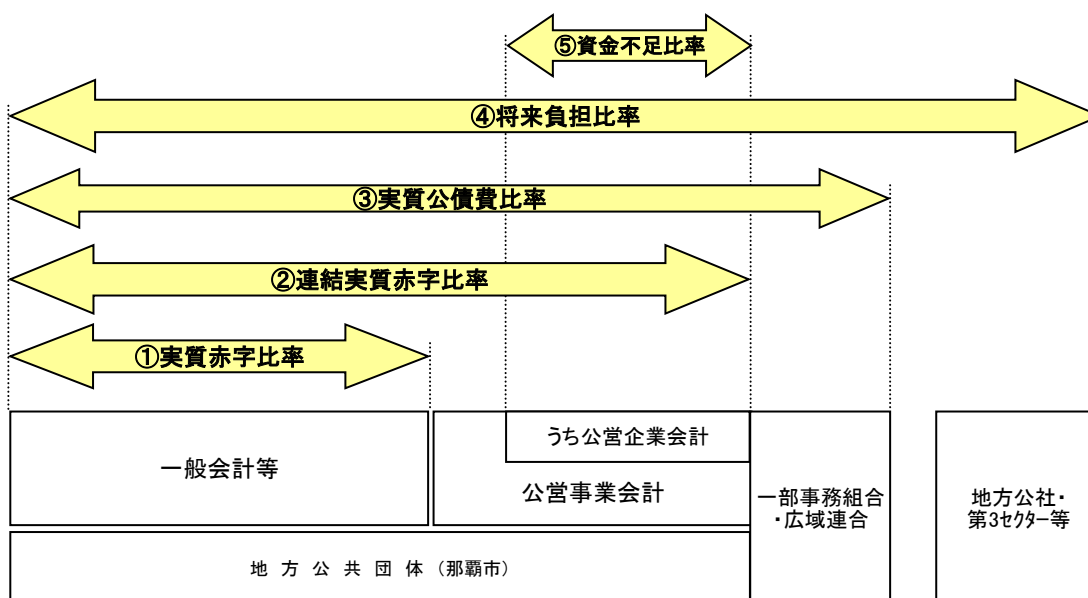 ⑤資金不足比率
④将来負担比率
③実質公債費比率
②連結実質赤字比率
①実質赤字比率
うち公営企業会計
一般会計等
公営事業会計
一部事務組合
・広域連合
地方公社・
第3ｾｸﾀｰ等
地 方 公 共 団 体 （那覇市）